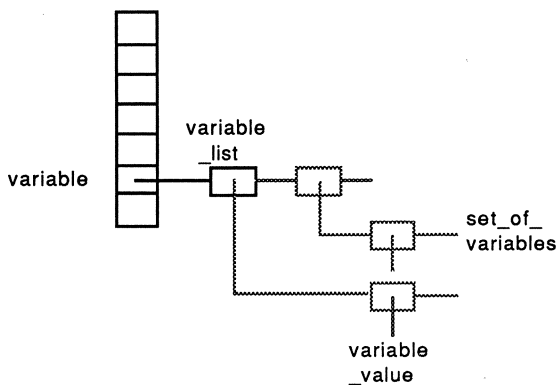 variable
_list
variable
set_of_
variables
variable
_value